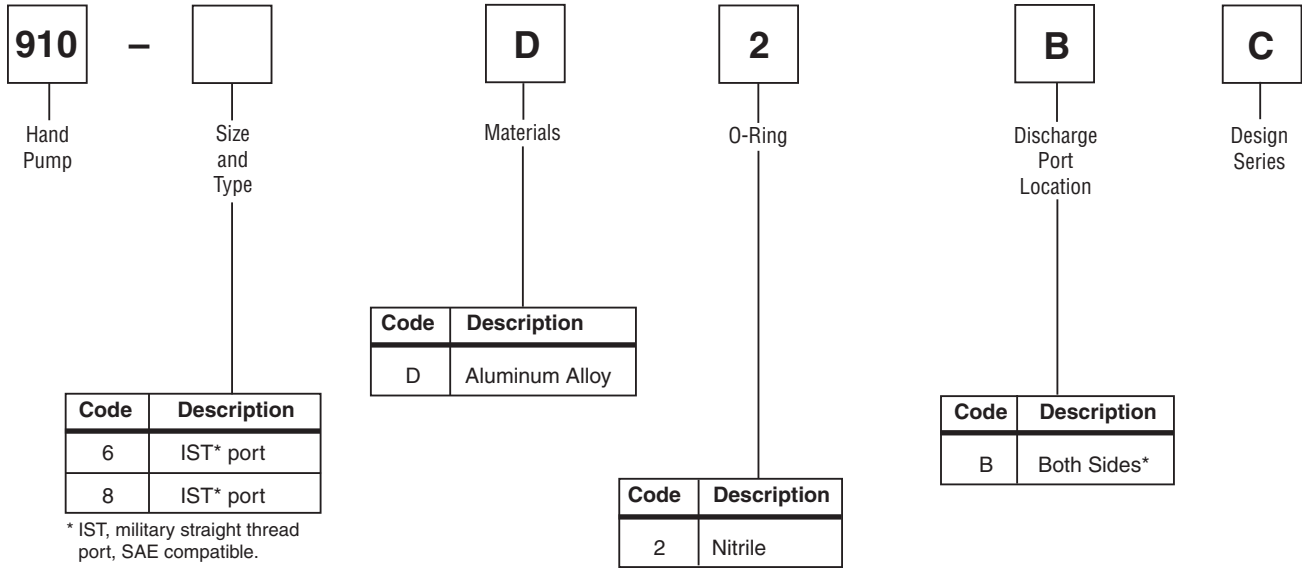 910 – D 2 B C
Hand
Pump
Size
and
Type
Materials
O-Ring
Discharge
Port
Location
Design
Series
Code Description
D Aluminum Alloy
Code Description
6 IST* port
8 IST* port
* IST, military straight thread
port, SAE compatible.
Code Description
2 Nitrile
Code Description
B Both Sides*